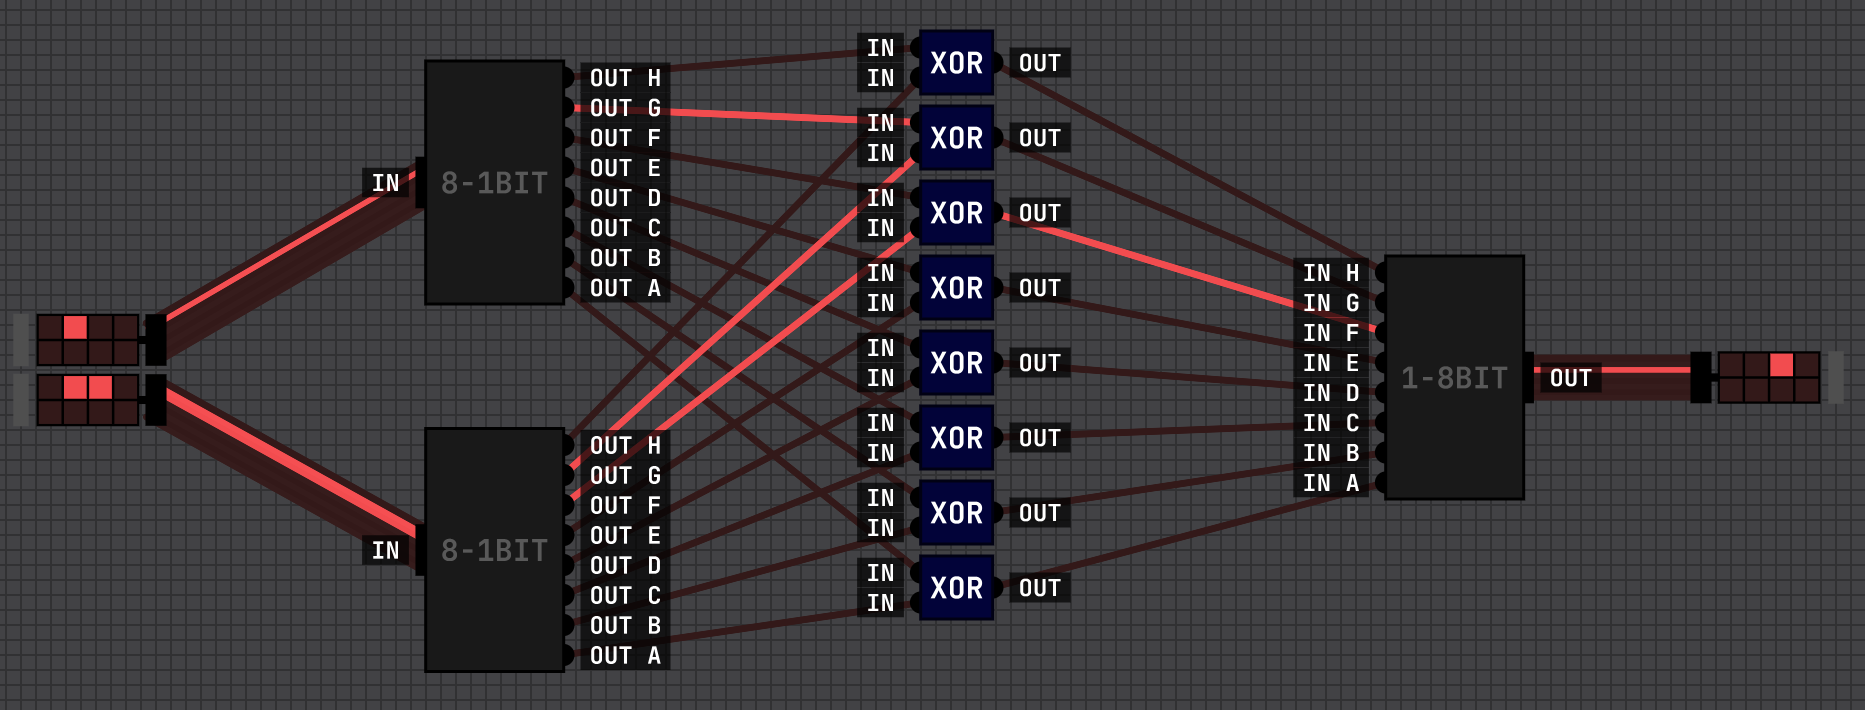 IN
8-1BIT
OUT H
OUT G
OUT F
OUT E
OUT D
OUT C
OUT B
OUT A
IN
8-1BIT
OUT H
OUT G
OUT F
OUT E
OUT D
OUT C
OUT B
OUT A
IN
IN
XOR
OUT
IN
IN
XOR
OUT
IN
IN
XOR
OUT
IN
IN
XOR
OUT
IN
IN
XOR
OUT
IN
IN
XOR
OUT
IN
IN
XOR
OUT
IN
IN
XOR
OUT
IN H
IN G
IN F
IN E
IN D
IN C
IN B
IN A
1-8BIT
OUT